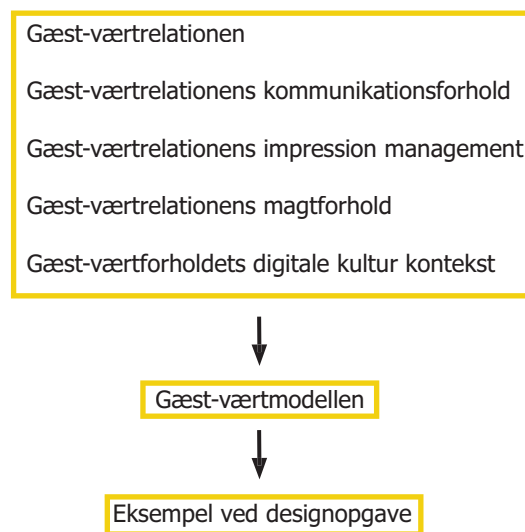 Gæst-værtrelationen
Gæst-værtrelationens kommunikationsforhold
Gæst-værtrelationens impression management
Gæst-værtrelationens magtforhold
Gæst-værtforholdets digitale kultur kontekst
Gæst-værtmodellen
Eksempel ved designopgave